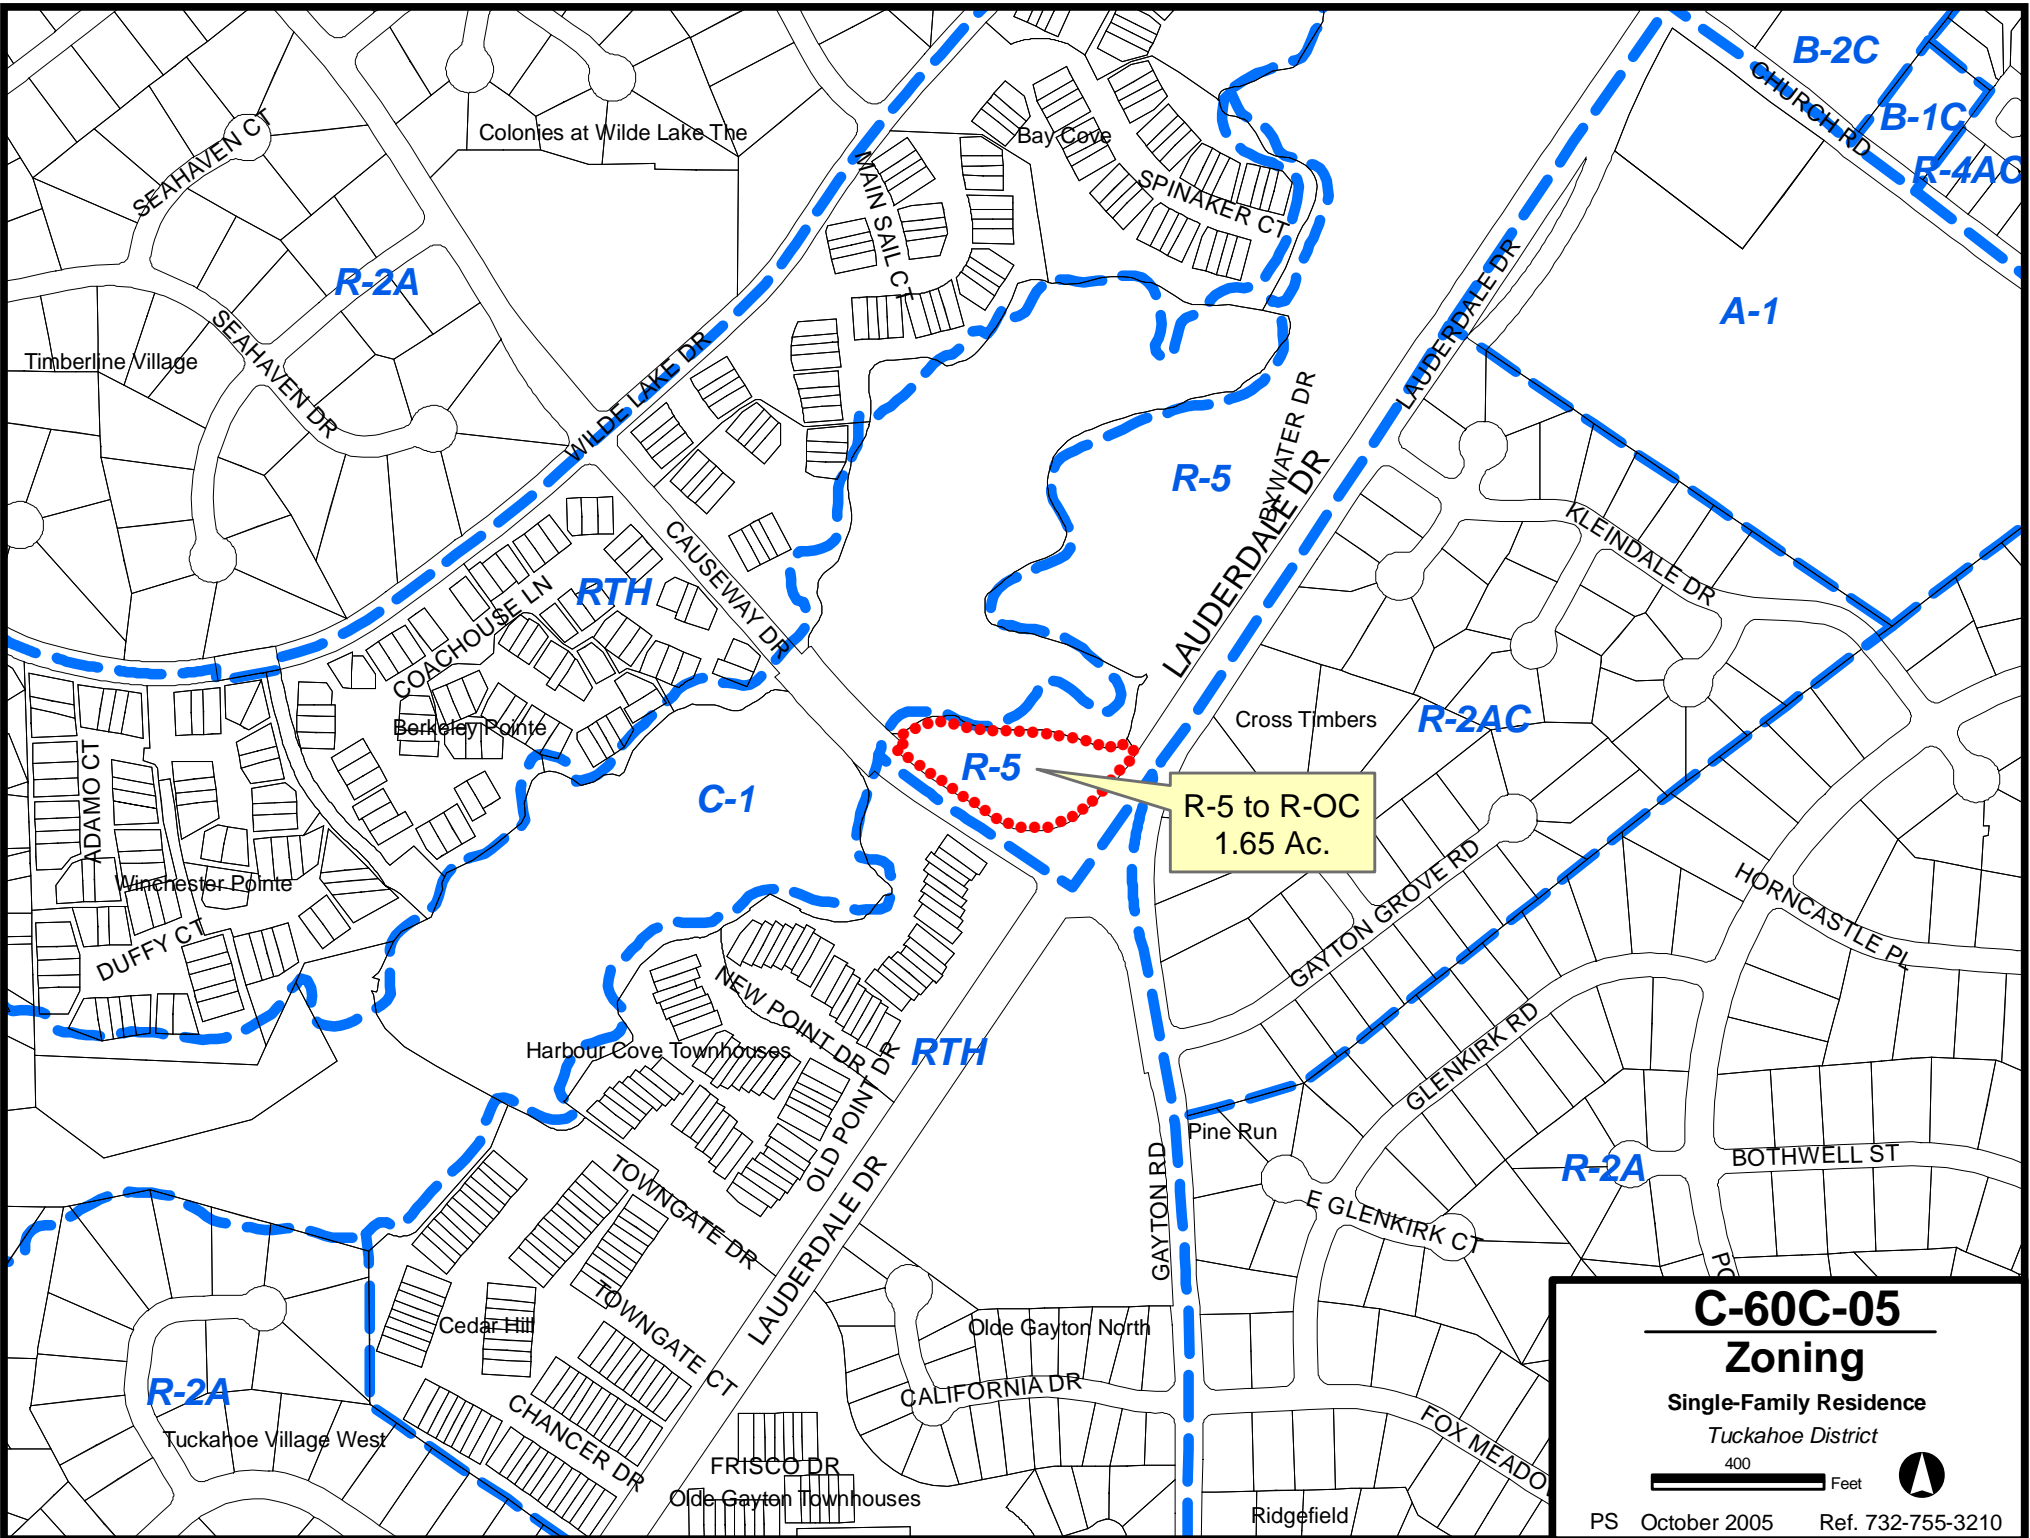 B-2C
CHURCH RD
B-1C
R-4AC
SEAHAVEN CT
Colonies at Wilde Lake The
Bay Cove
MAIN SAIL CT
SPINAKER CT
R-2A
LAUDERDALE DR
A-1
SEAHAVEN DR
Timberline Village
WILDE LAKE DR
BYWATER DR
R-5
LAUDERDALE DR
KLEINDALE DR
CAUSEWAY DR
RTH
COACHOUSE LN
Berkeley Pointe
Cross Timbers
R-2AC
R-5
C-1
R-5 to R-OC
1.65 Ac.
ADAMO CT
Winchester Pointe
DUFFY CT
GAYTON GROVE RD
HORNCASTLE PL
NEW POINT DR
Harbour Cove Townhouses
RTH
OLD POINT DR
GLENKIRK RD
Pine Run
GAYTON RD
R-2A
BOTHWELL ST
TOWNGATE DR
LAUDERDALE DR
E GLENKIRK CT
TOWNGATE CT
Cedar Hill
Olde Gayton North
CALIFORNIA DR
R-2A
Tuckahoe Village West
CHANCER DR
FRISCO DR
Olde Gayton Townhouses
FOX MEADO
Ridgefield
C-60C-05
Zoning
Single-Family Residence
Tuckahoe District
400
Feet
PS October 2005 Ref. 732-755-3210